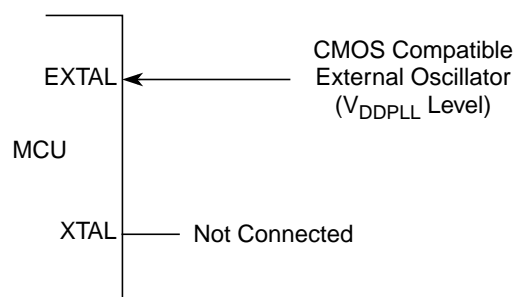 CMOS Compatible
EXTAL
External Oscillator
(VDDPLL Level)
MCU
XTAL
Not Connected